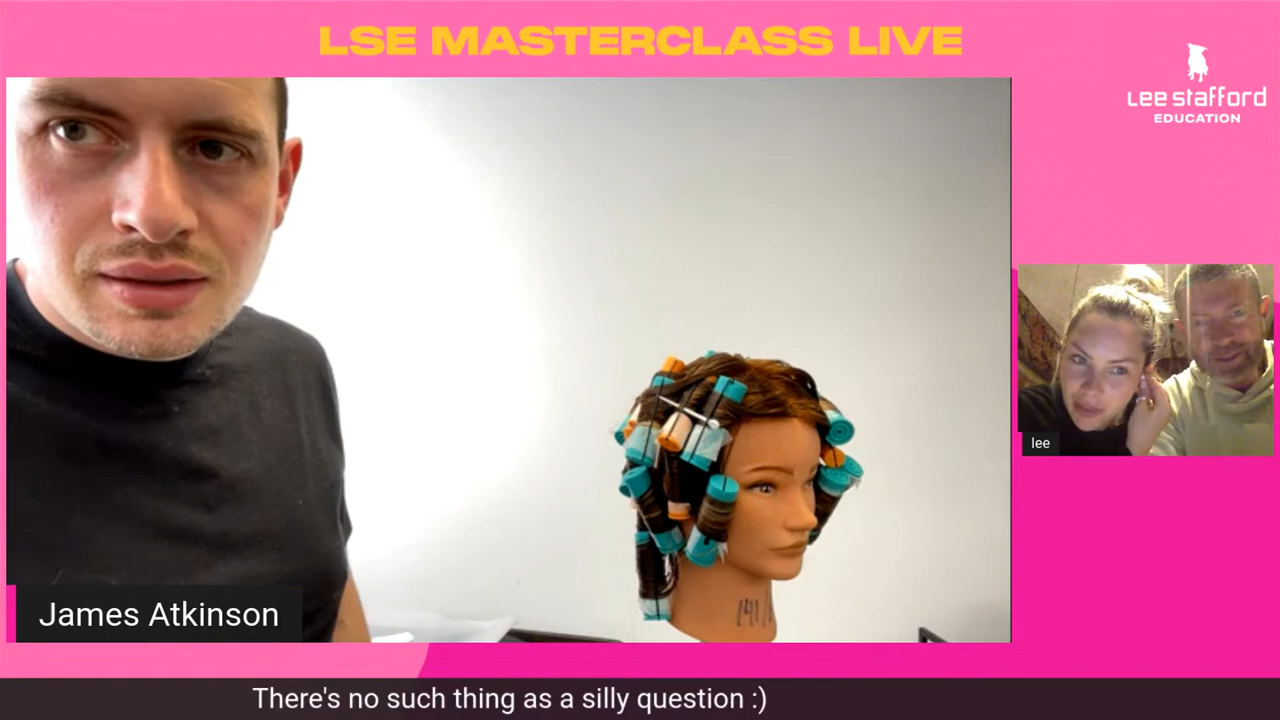 LSE MASTERCLASS LIVE
Lee Stafford
EDUCATION
lee
James Atkinson
There's no such thing as a silly question :)